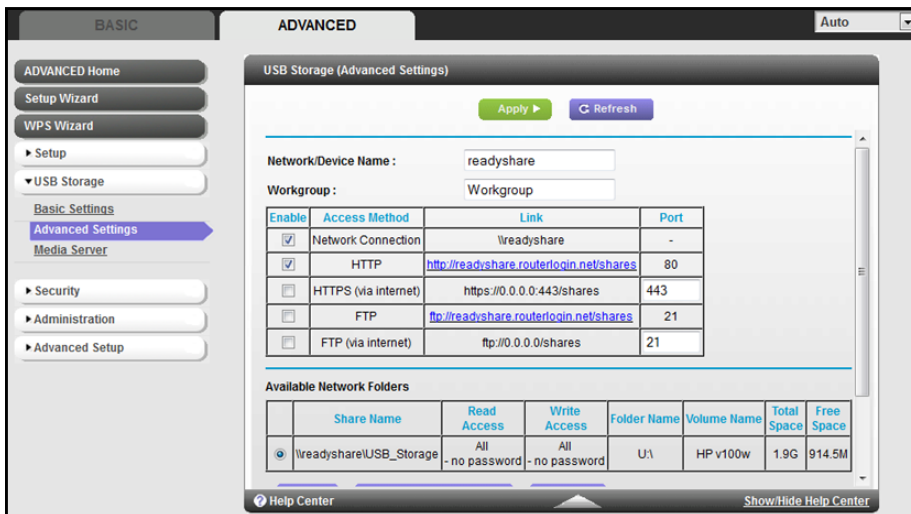 BASIC
ADVANCED
Auto
ADVANCED Home
Setup Wizard
WPS Wizard
Setup
USB Storage
Basic Settings
Advanced Settings
Media Server
Security
Administration
Advanced Setup
USB Storage (Advanced Settings)
Apply
Refresh
Network/Device Name : readyshare
Workgroup : Workgroup
Enable Access Method Link Port
Network Connection \\readyshare -
HTTP http://readyshare.routerlogin.net/shares 80
HTTPS (via internet) https://0.0.0.0:443/shares 443
FTP ftp://readyshare.routerlogin.net/shares 21
FTP (via internet) ftp://0.0.0.0/shares 21
Available Network Folders
Share Name Read Access Write Access Folder Name Volume Name Total Space Free Space
\\readyshare\USB_Storage All - no password All - no password U:\ HP v100w 1.9G 914.5M
Help Center
Show/Hide Help Center